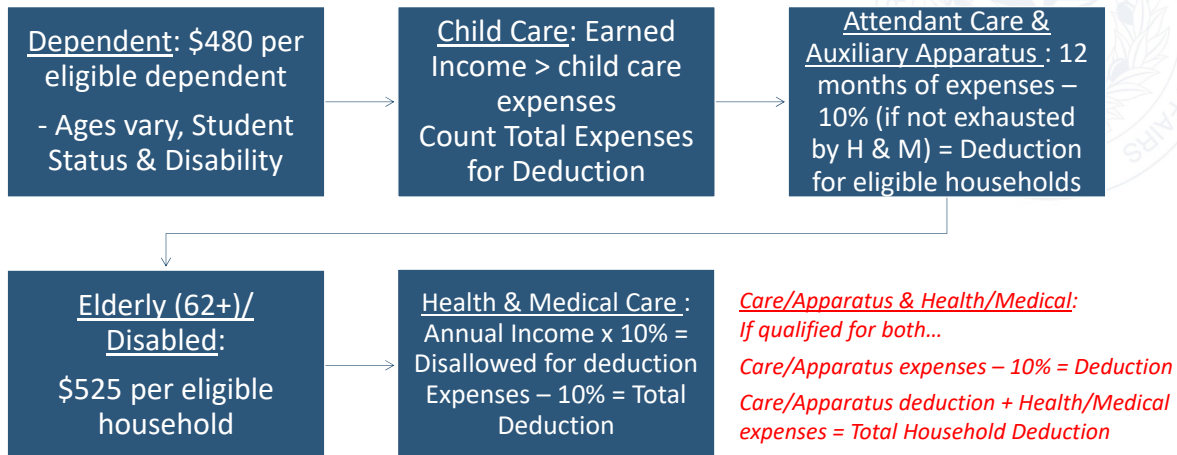 Dependent: $480 per
eligible dependent
- Ages vary, Student
Status & Disability
Child Care: Earned
Income > child care
expenses
Count Total Expenses
for Deduction
Attendant Care &
Auxiliary Apparatus : 12
months of expenses –
10% (if not exhausted
by H & M) = Deduction
for eligible households
Elderly (62+)/
Disabled:
$525 per eligible
household
Health & Medical Care :
Annual Income x 10% =
Disallowed for deduction
Expenses – 10% = Total
Deduction
Care/Apparatus & Health/Medical:
If qualified for both…
Care/Apparatus expenses – 10% = Deduction
Care/Apparatus deduction + Health/Medical
expenses = Total Household Deduction
AFFAIRS